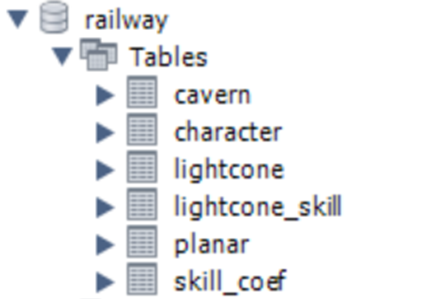 railway
Tables
cavern
character
lightcone
lightcone_skill
planar
skill_coef